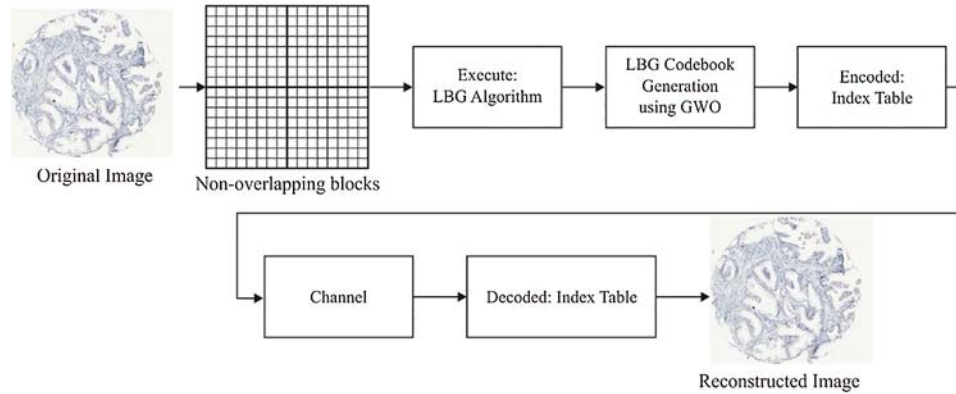 Original Image
Non-overlapping blocks
Execute:
LBG Algorithm
LBG Codebook
Generation
using GWO
Encoded:
Index Table
Channel
Decoded: Index Table
Reconstructed Image